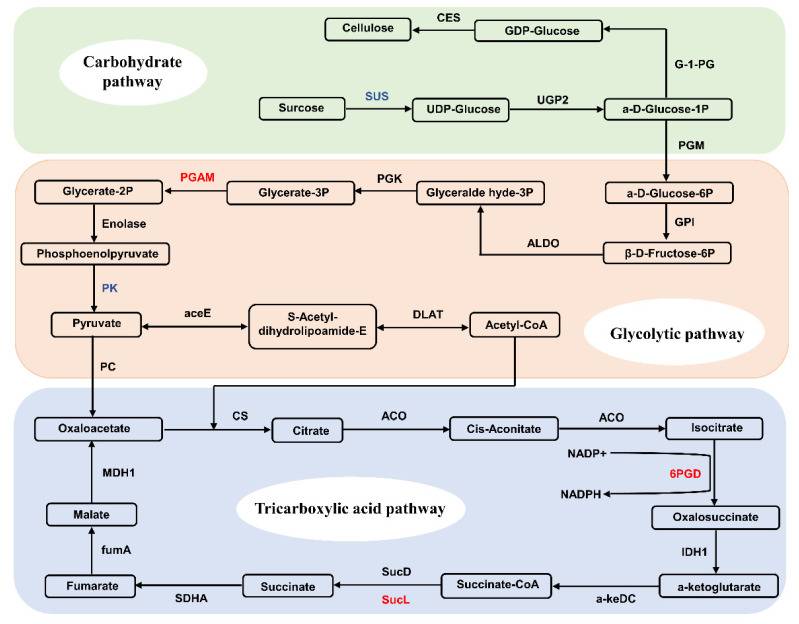 Carbohydrate
pathway
Cellulose
CES
GDP-Glucose
G-1-PG
Surcose
SUS
UDP-Glucose
UGP2
a-D-Glucose-1P
PGM
Glycerate-2P
PGAM
Glycerate-3P
PGK
Glyceralde hyde-3P
a-D-Glucose-6P
Enolase
GPI
Phosphoenolpyruvate
ALDO
β-D-Fructose-6P
PK
Pyruvate
aceE
S-Acetyl-
dihydrolipoamide-E
DLAT
Acetyl-CoA
Glycolytic pathway
PC
Oxaloacetate
CS
Citrate
ACO
Cis-Aconitate
ACO
Isocitrate
NADP+
6PGD
NADPH
MDH1
Malate
Tricarboxylic acid pathway
Oxalosuccinate
fumA
IDH1
Fumarate
SDHA
Succinate
SucD
SucL
Succinate-CoA
a-keDC
a-ketoglutarate